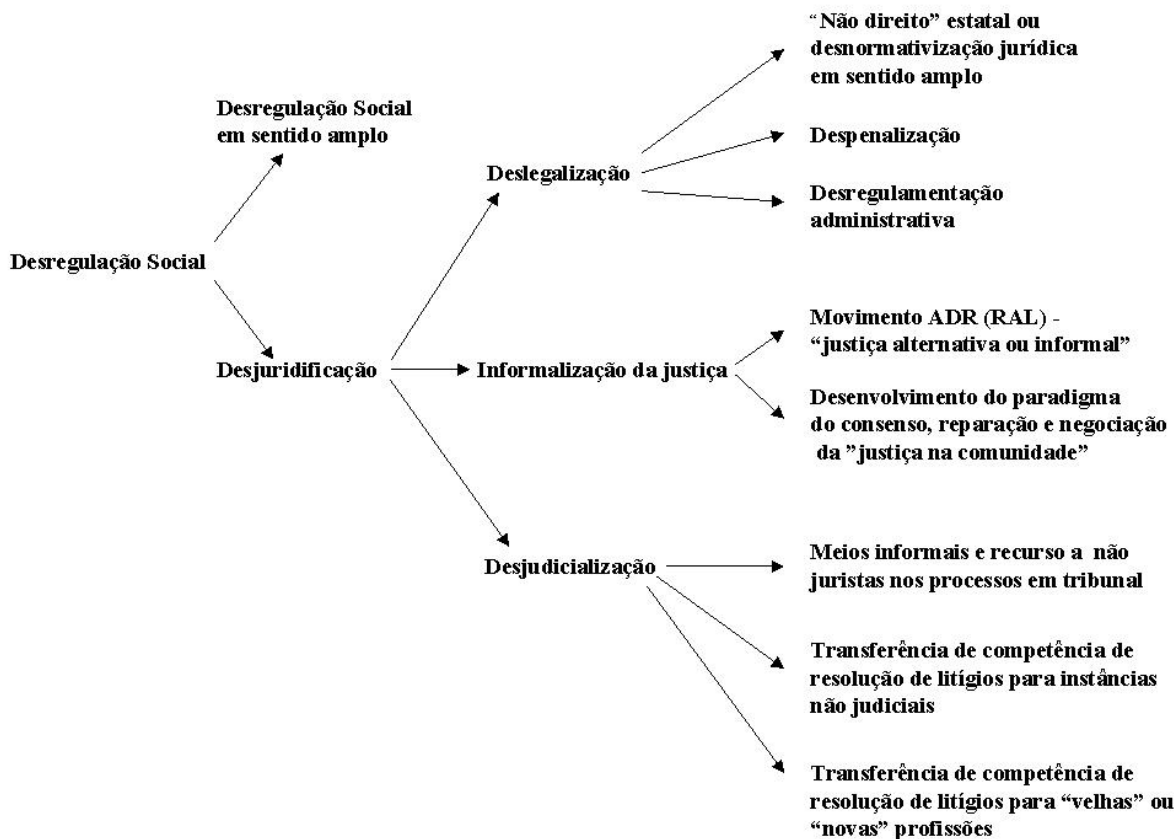 “Não direito” estatal ou
desnormativização jurídica
em sentido amplo
Desregulação Social
em sentido amplo
Despenalização
Deslegalização
Desregulamentação
administrativa
Desregulação Social
Movimento ADR (RAL) -
“justiça alternativa ou informal”
Desjuridificação
Informalização da justiça
Desenvolvimento do paradigma
do consenso, reparação e negociação
da ”justiça na comunidade”
Desjudicialização
Meios informais e recurso a não
juristas nos processos em tribunal
Transferência de competência de
resolução de litígios para instâncias
não judiciais
Transferência de competência de
resolução de litígios para “velhas” ou
“novas” profissões